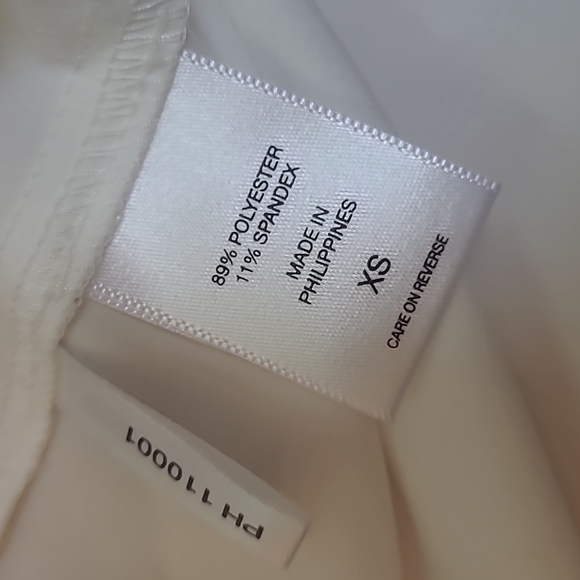 89% POLYESTER
11% SPANDEX
MADE IN
PHILIPPINES
XS
CARE ON REVERSE
PH 110001